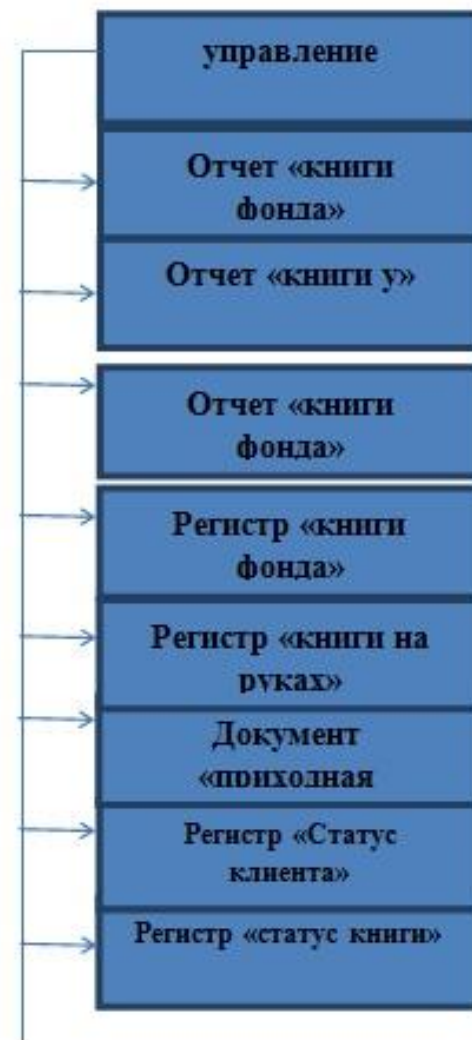 управление
Отчет «книги
фонда»
Отчет «книги у»
Отчет «книги
фонда»
Регистр «книги
фонда»
Регистр «книги на
руках»
Документ
«приходная
Регистр «Статус
клиента»
Регистр «статус книги»